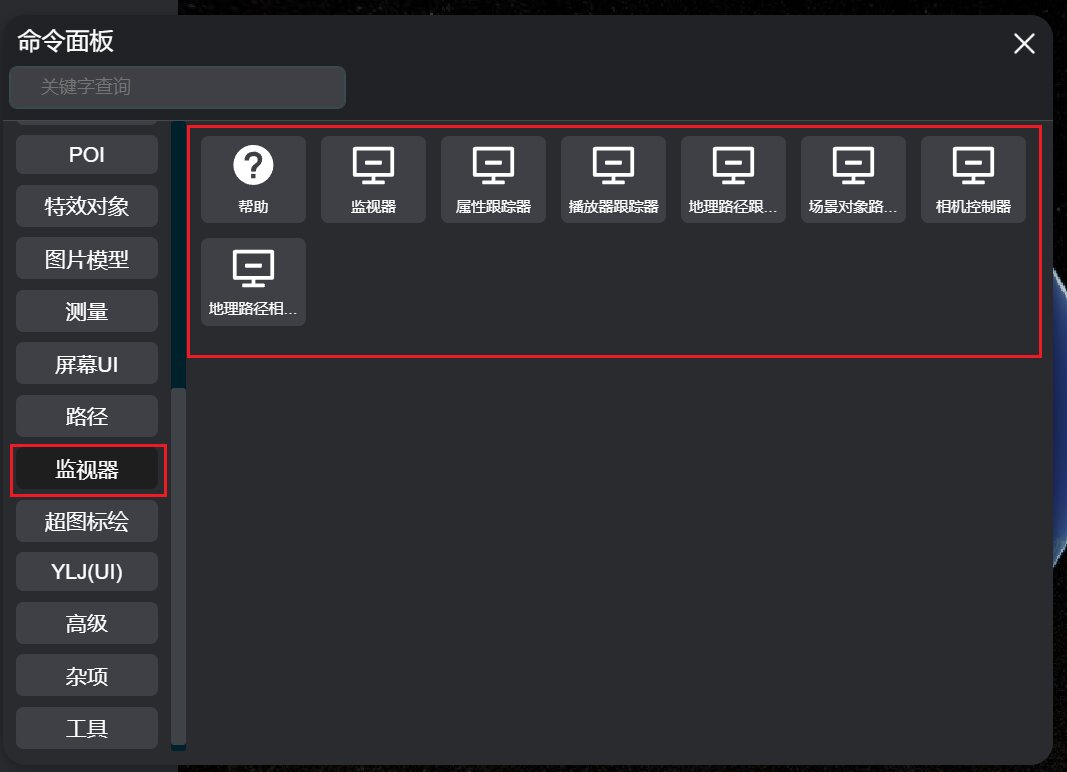 命令面板
关键字查询
POI
特效对象
图片模型
测量
屏幕UI
路径
监视器
超图标绘
YLJ(UI)
高级
杂项
工具
帮助
监视器
属性跟踪器
播放器跟踪器
地理路径跟...
场景对象路...
相机控制器
地理路径相...